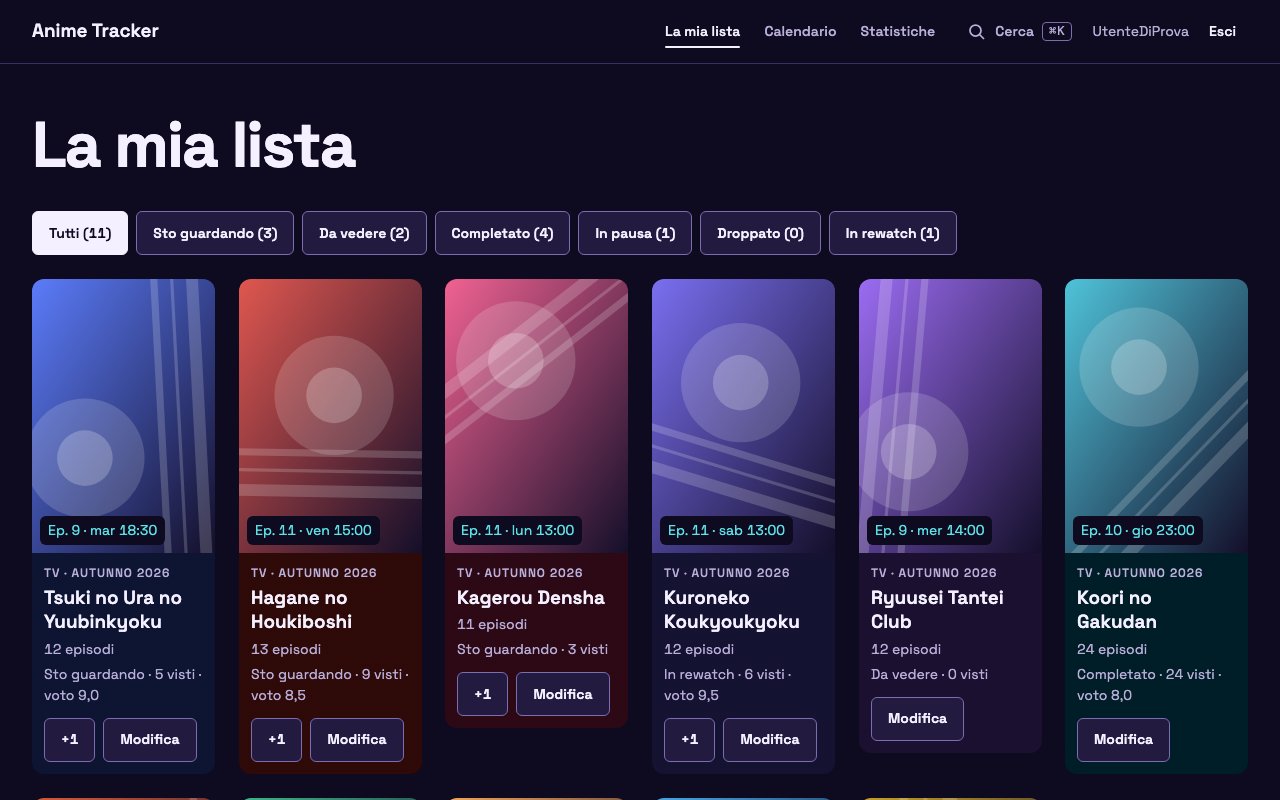 Anime Tracker
La mia lista
Calendario
Statistiche
Cerca ⌘K
UtenteDiProva
Esci
La mia lista
Tutti (11)
Sto guardando (3)
Da vedere (2)
Completato (4)
In pausa (1)
Droppato (0)
In rewatch (1)
Ep. 9 · mar 18:30
TV · AUTUNNO 2026
Tsuki no Ura no
Yuubinkyoku
12 episodi
Sto guardando · 5 visti ·
voto 9,0
+1
Modifica
Ep. 11 · ven 15:00
TV · AUTUNNO 2026
Hagane no
Houkiboshi
13 episodi
Sto guardando · 9 visti ·
voto 8,5
+1
Modifica
Ep. 11 · lun 13:00
TV · AUTUNNO 2026
Kagerou Densha
11 episodi
Sto guardando · 3 visti
+1
Modifica
Ep. 11 · sab 13:00
TV · AUTUNNO 2026
Kuroneko
Koukyoukyoku
12 episodi
In rewatch · 6 visti ·
voto 9,5
+1
Modifica
Ep. 9 · mer 14:00
TV · AUTUNNO 2026
Ryuusei Tantei
Club
12 episodi
Da vedere · 0 visti
Modifica
Ep. 10 · gio 23:00
TV · AUTUNNO 2026
Koori no
Gakudan
24 episodi
Completato · 24 visti ·
voto 8,0
Modifica